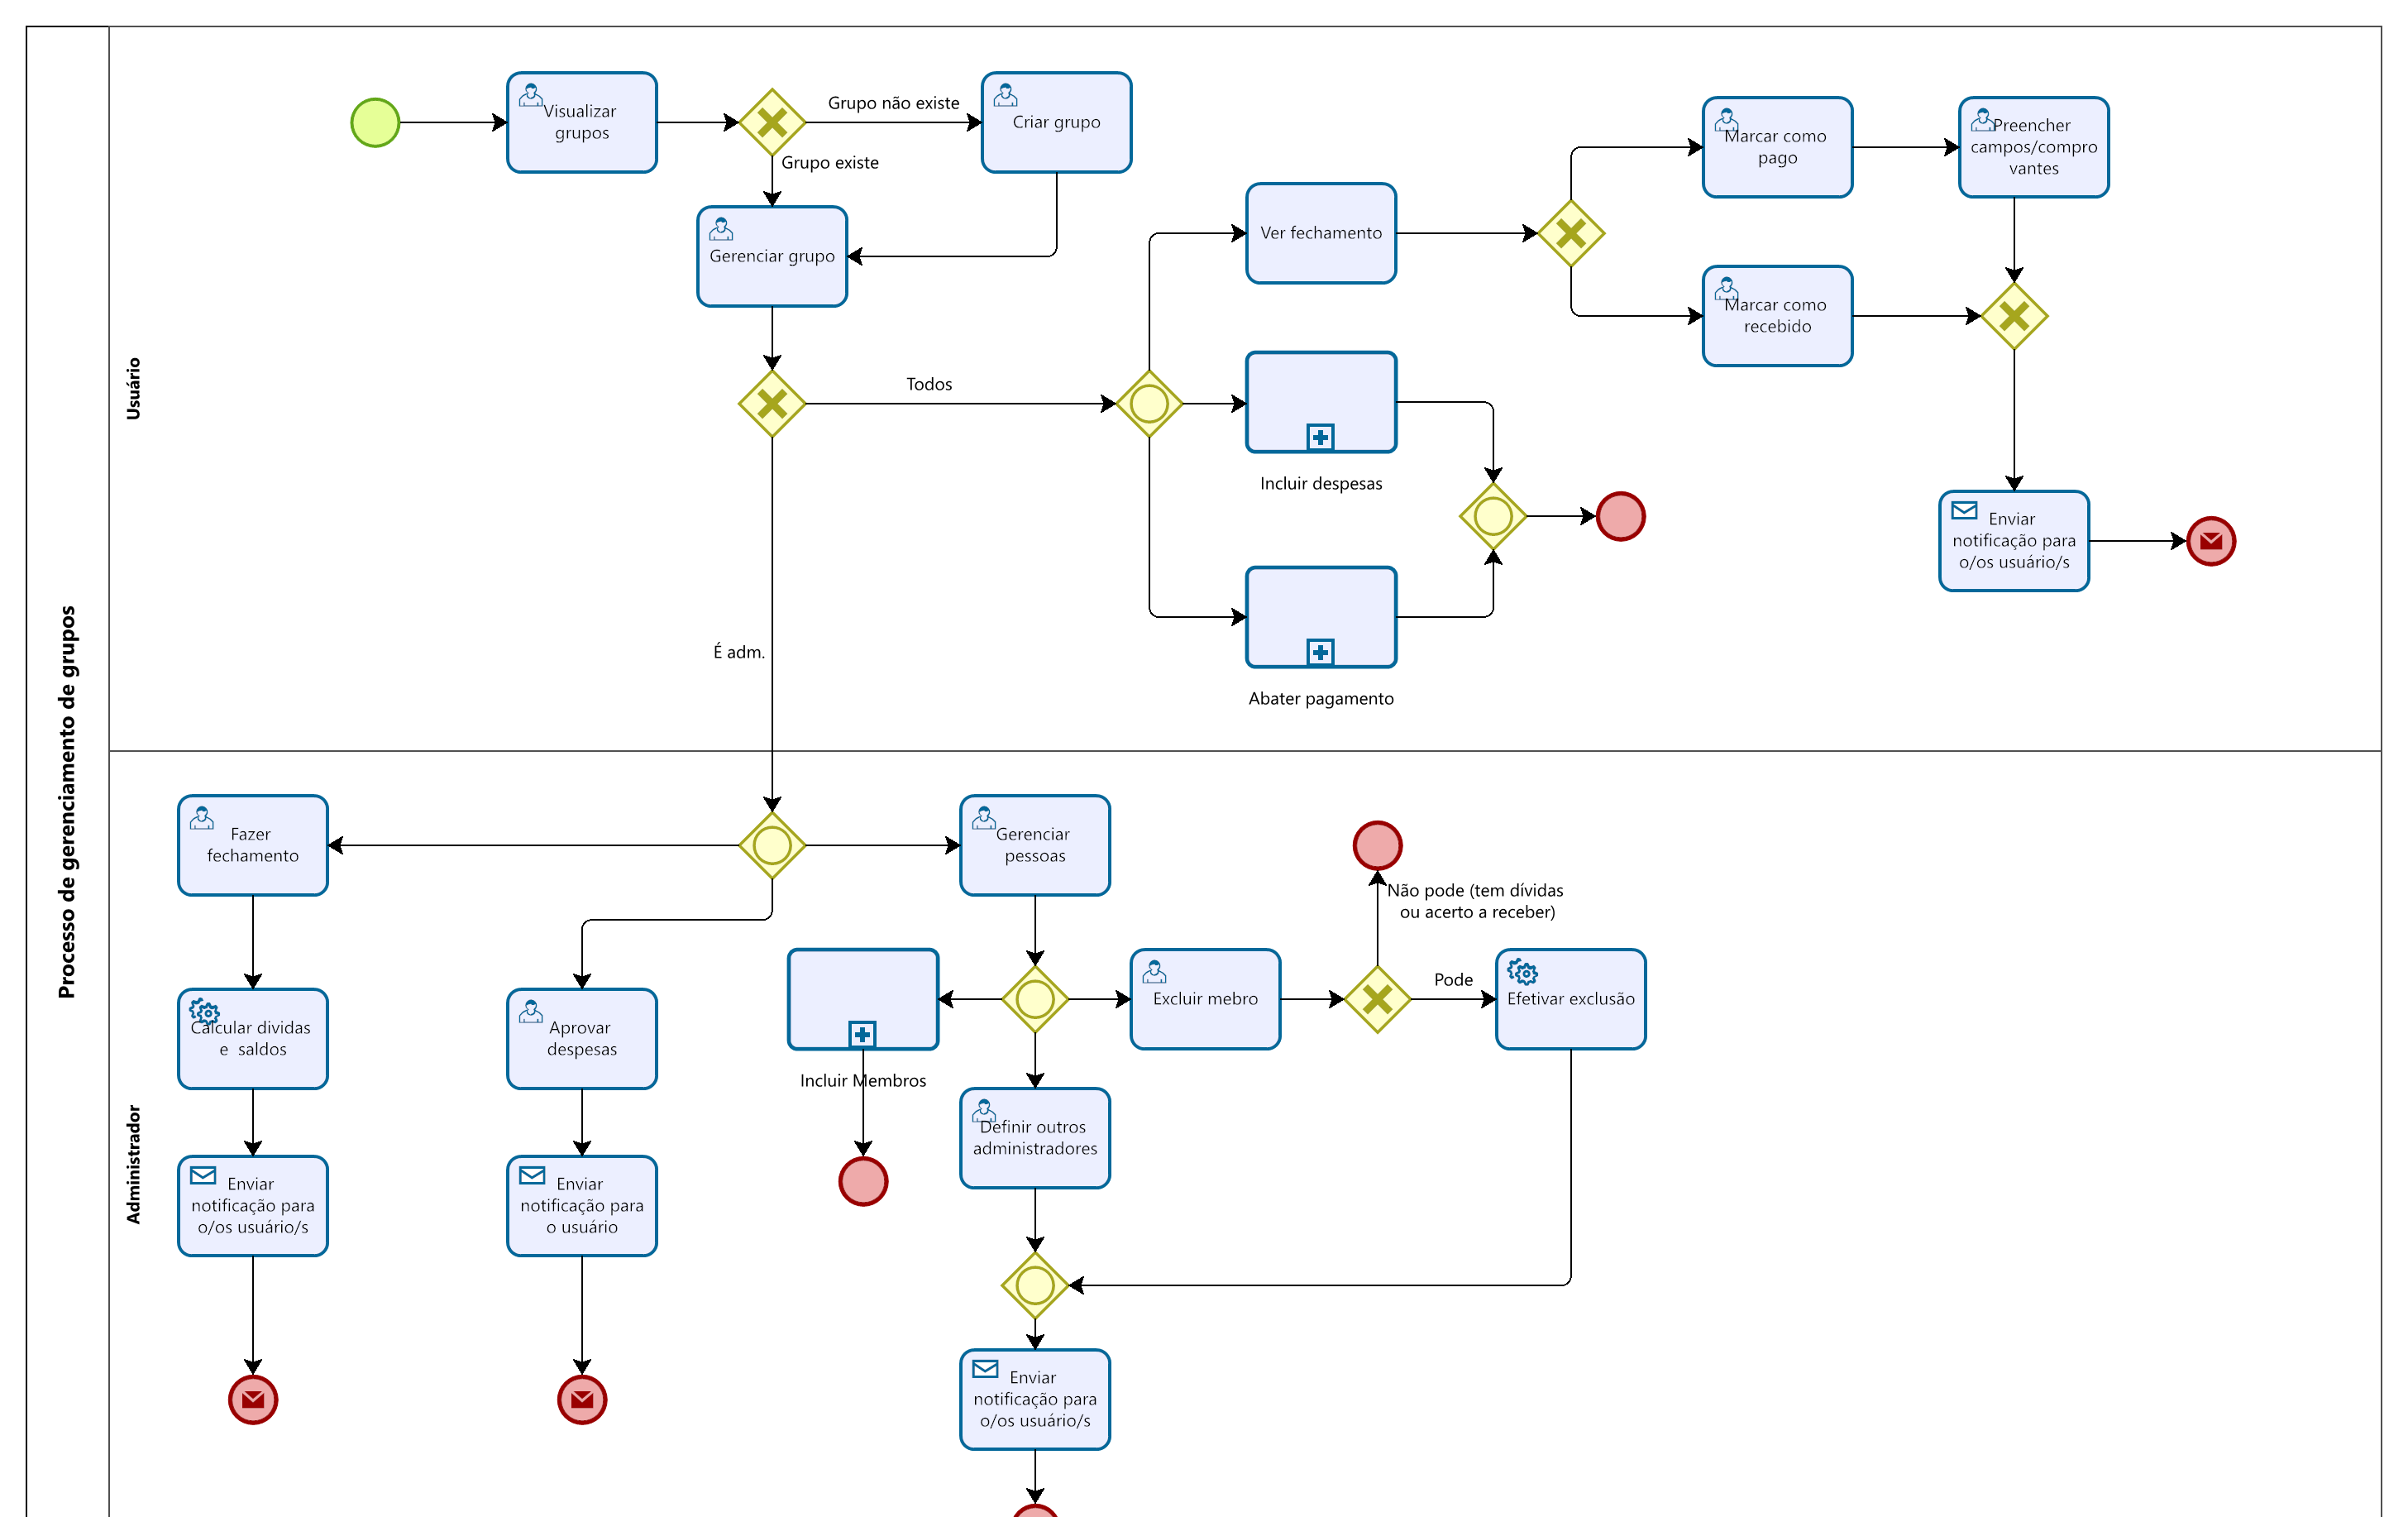 Processo de gerenciamento de grupos
Usuário
Visualizar
grupos
Grupo não existe
Criar grupo
Grupo existe
Gerenciar grupo
Todos
É adm.
Ver fechamento
Marcar como
pago
Preencher
campos/compro
vantes
Marcar como
recebido
Incluir despesas
Abater pagamento
Enviar
notificação para
o/os usuário/s
Administrador
Fazer
fechamento
Gerenciar
pessoas
Não pode (tem dívidas
ou acerto a receber)
Calcular dividas
e saldos
Aprovar
despesas
Incluir Membros
Excluir mebro
Pode
Efetivar exclusão
Definir outros
administradores
Enviar
notificação para
o/os usuário/s
Enviar
notificação para
o usuário
Enviar
notificação para
o/os usuário/s